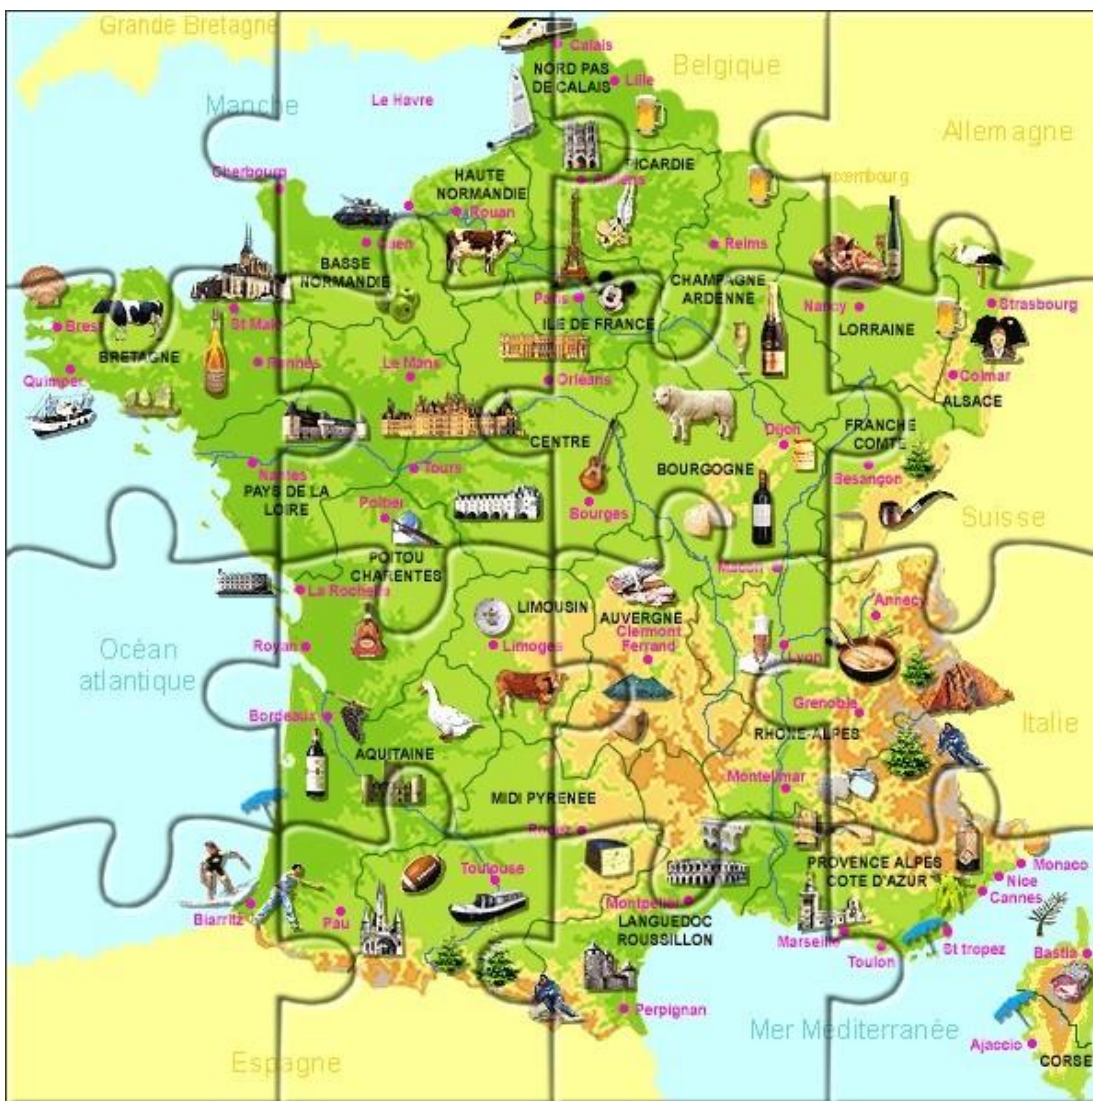 Grande Bretagne
Calais
Belgique
NORD PAS
DE CALAIS
Lille
Manche
Le Havre
Allemagne
PICARDIE
Cherbourg
HAUTE
NORMANDIE
Amiens
Luxembourg
Rouan
Caen
Reims
BASSE
NORMANDIE
CHAMPAGNE
ARDENNE
Paris
Nancy
Strasbourg
Brest
St Malo
ILE DE FRANCE
LORRAINE
BRETAGNE
Rennes
Le Mans
Quimper
Orléans
Colmar
ALSACE
FRANCHE
COMTE
CENTRE
Dijon
Nantes
Tours
BOURGOGNE
Besançon
PAYS DE LA
LOIRE
Poitier
Bourges
Suisse
POITOU
CHARENTES
Macon
La Rochelle
LIMOUSIN
AUVERGNE
Annecy
Clermont
Ferrand
Océan
atlantique
Royan
Limoges
Lyon
Bordeaux
Grenoble
Italie
RHONE-ALPES
AQUITAINE
Montelimar
MIDI PYRENEE
Rodez
PROVENCE ALPES
COTE D'AZUR
Monaco
Toulouse
Nice
Cannes
Biarritz
Pau
Montpelier
LANGUEDOC
ROUSSILLON
Marseille
Toulon
St tropez
Bastia
Perpignan
Mer Méditerranée
Ajaccio
Espagne
CORSE